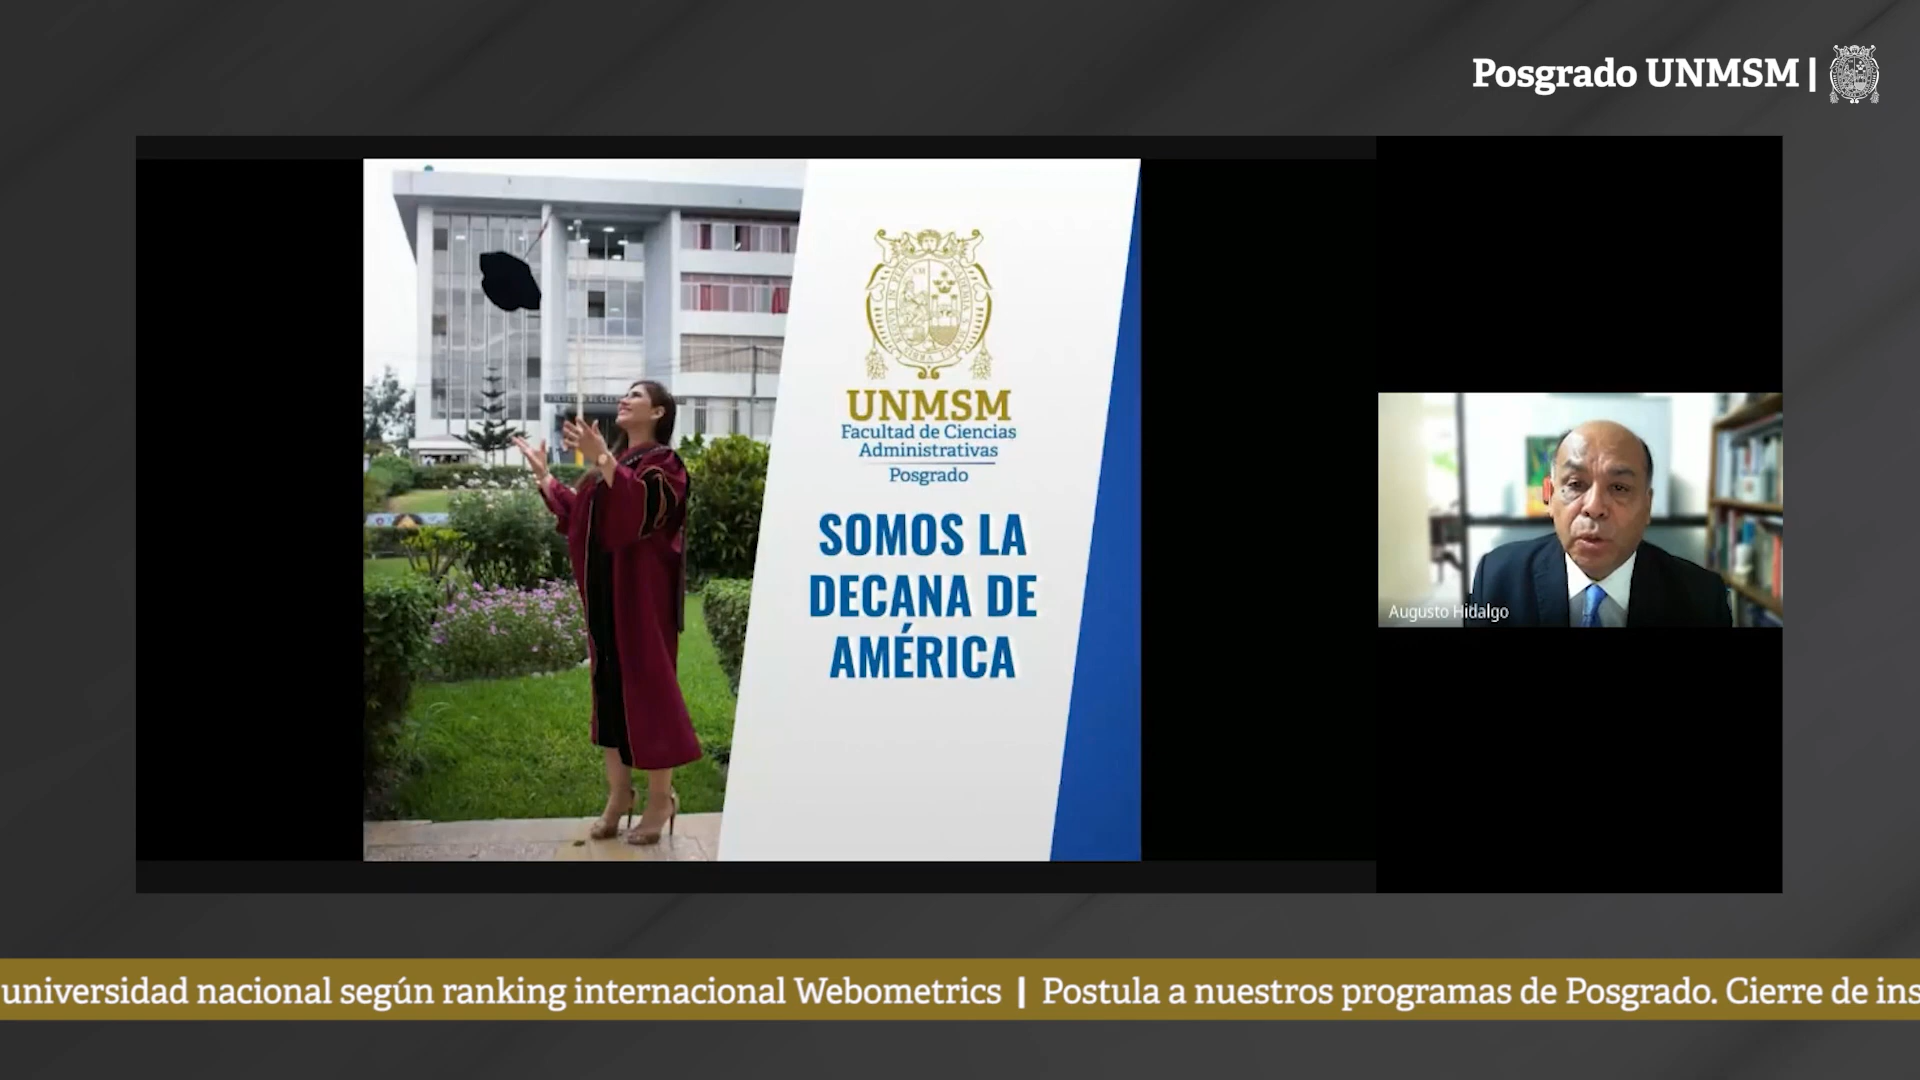 Posgrado UNMSM |
UNMSM
Facultad de Ciencias
Administrativas
Posgrado
SOMOS LA
DECANA DE
AMÉRICA
Augusto Hidalgo
universidad nacional según ranking internacional Webometrics | Postula a nuestros programas de Posgrado. Cierre de ins